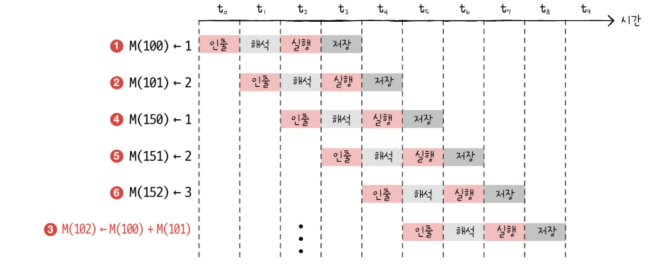 t₀ t₁ t₂ t₃ t₄ t₅ t₆ t₇ t₈ t₉ 시간
1 M(100) ← 1 인출 해석 실행 저장
2 M(101) ← 2 인출 해석 실행 저장
4 M(150) ← 1 인출 해석 실행 저장
5 M(151) ← 2 인출 해석 실행 저장
6 M(152) ← 3 인출 해석 실행 저장
3 M(102) ← M(100) + M(101) 인출 해석 실행 저장